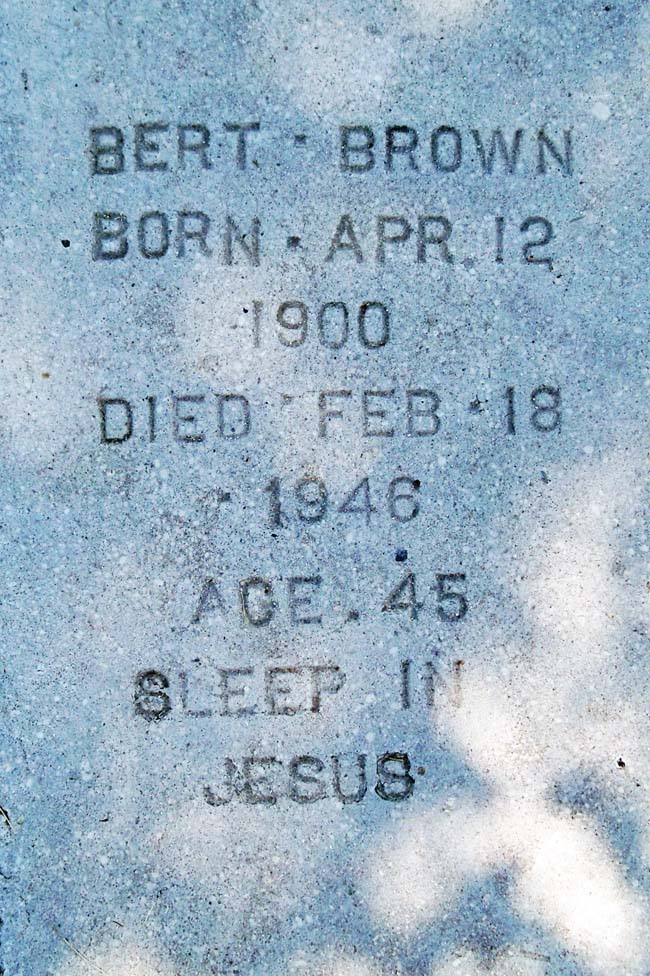 BERT · BROWN
BORN · APR. 12
1900
DIED · FEB · 18
· 1946
AGE. 45
SLEEP IN
JESUS